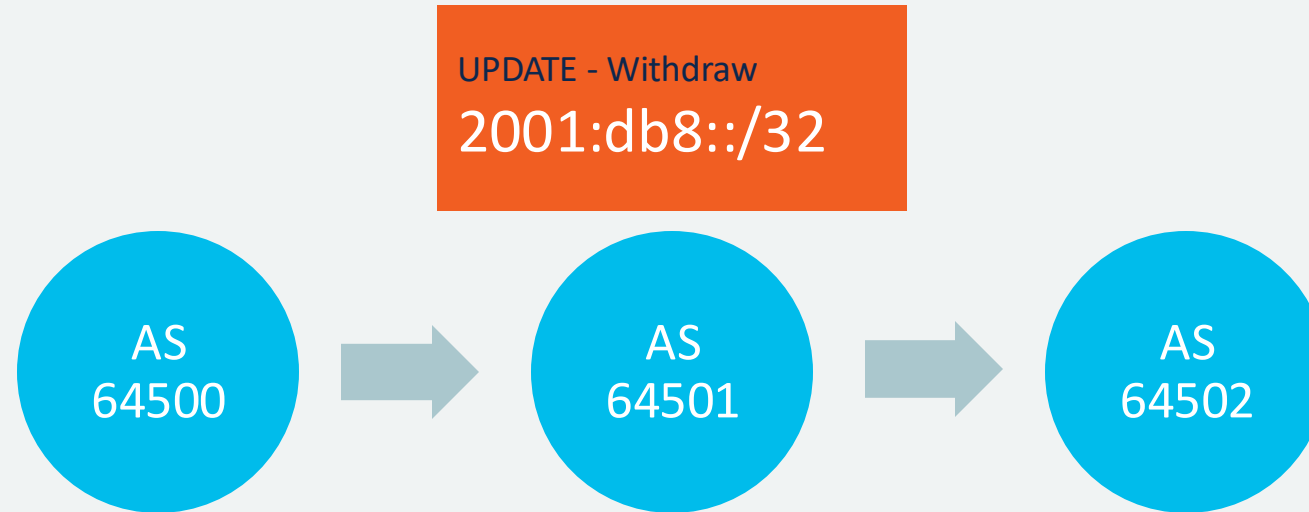 UPDATE - Withdraw
2001:db8::/32
AS
64500
AS
64501
AS
64502